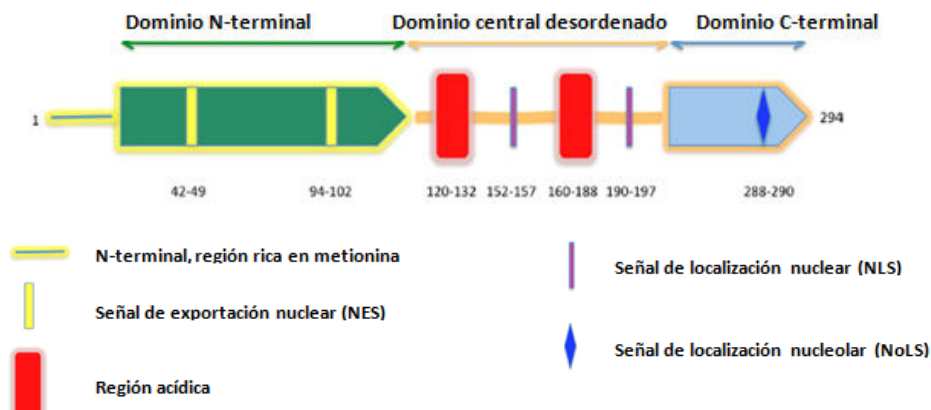 Dominio N-terminal Dominio central desordenado Dominio C-terminal
1 294
42-49 94-102 120-132 152-157 160-188 190-197 288-290
N-terminal, región rica en metionina
Señal de exportación nuclear (NES)
Región acídica
Señal de localización nuclear (NLS)
Señal de localización nucleolar (NoLS)